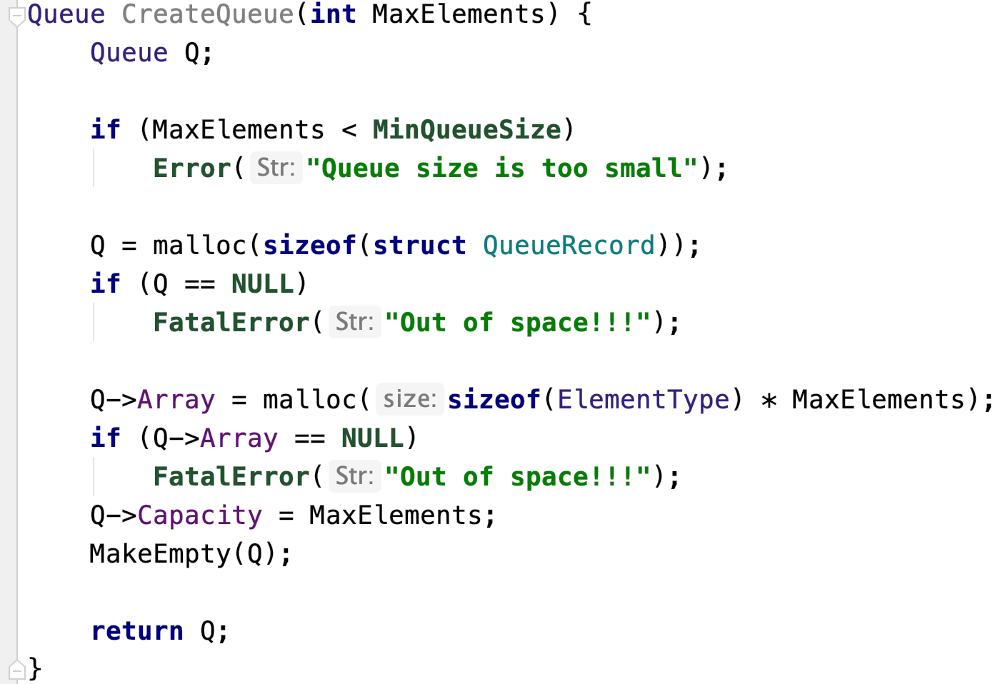 Queue CreateQueue(int MaxElements) {
    Queue Q;

    if (MaxElements < MinQueueSize)
        Error( Str: "Queue size is too small");

    Q = malloc(sizeof(struct QueueRecord));
    if (Q == NULL)
        FatalError( Str: "Out of space!!!");

    Q->Array = malloc( size: sizeof(ElementType) * MaxElements);
    if (Q->Array == NULL)
        FatalError( Str: "Out of space!!!");
    Q->Capacity = MaxElements;
    MakeEmpty(Q);

    return Q;
}